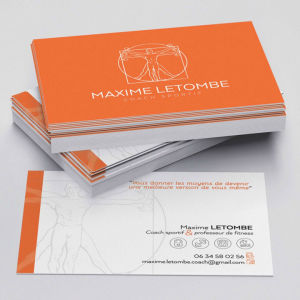 MAXIME LETOMBE
COACH SPORTIF
"Vous donner les moyens de devenir
une meilleure version de vous même"
Maxime LETOMBE
Coach sportif & professeur de fitness
06 34 58 02 56
maxime.letombe.coach@gmail.com